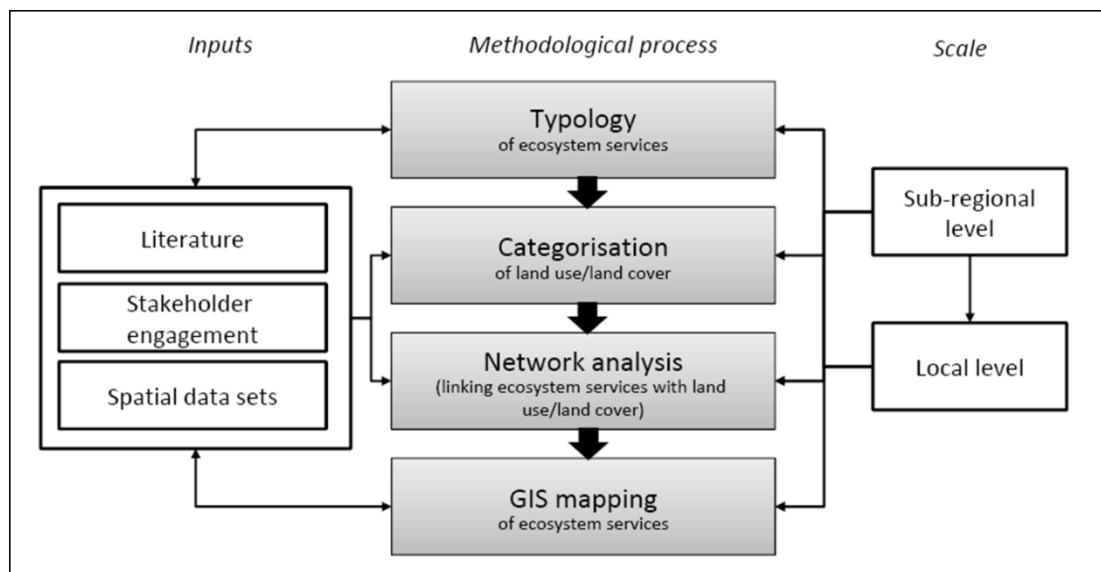 Inputs
Methodological process
Scale
Typology
of ecosystem services
Literature
Stakeholder
engagement
Spatial data sets
Categorisation
of land use/land cover
Network analysis
(linking ecosystem services with land
use/land cover)
GIS mapping
of ecosystem services
Sub-regional
level
Local level